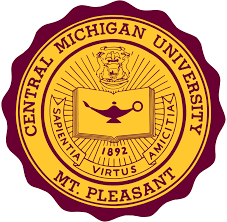 CENTRAL MICHIGAN UNIVERSITY
SAPIENTIA
VIRTUS
AMICITIA
1892
MT. PLEASANT